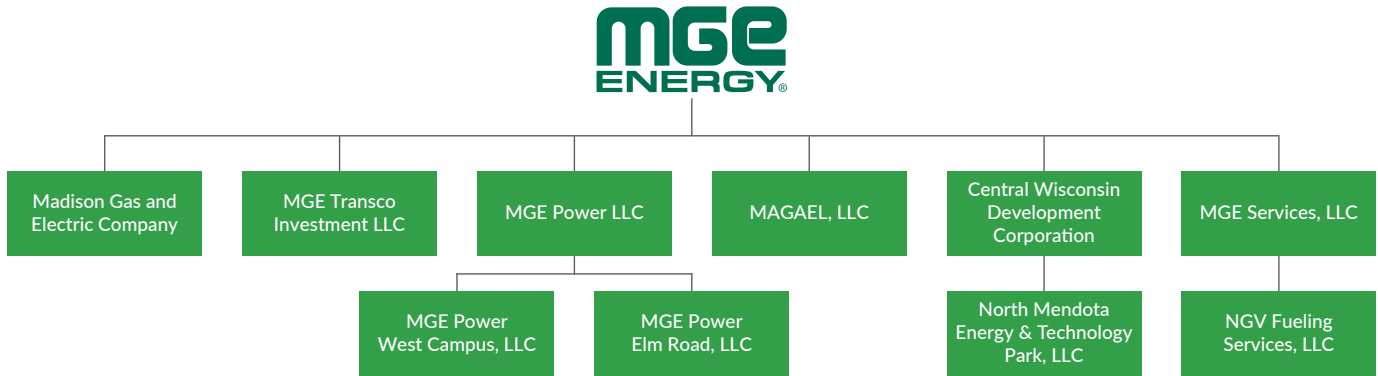 mGe
ENERGY®
Madison Gas and
Electric Company
MGE Transco
Investment LLC
MGE Power LLC
MAGAEL, LLC
Central Wisconsin
Development
Corporation
MGE Services, LLC
MGE Power
West Campus, LLC
MGE Power
Elm Road, LLC
North Mendota
Energy & Technology
Park, LLC
NGV Fueling
Services, LLC